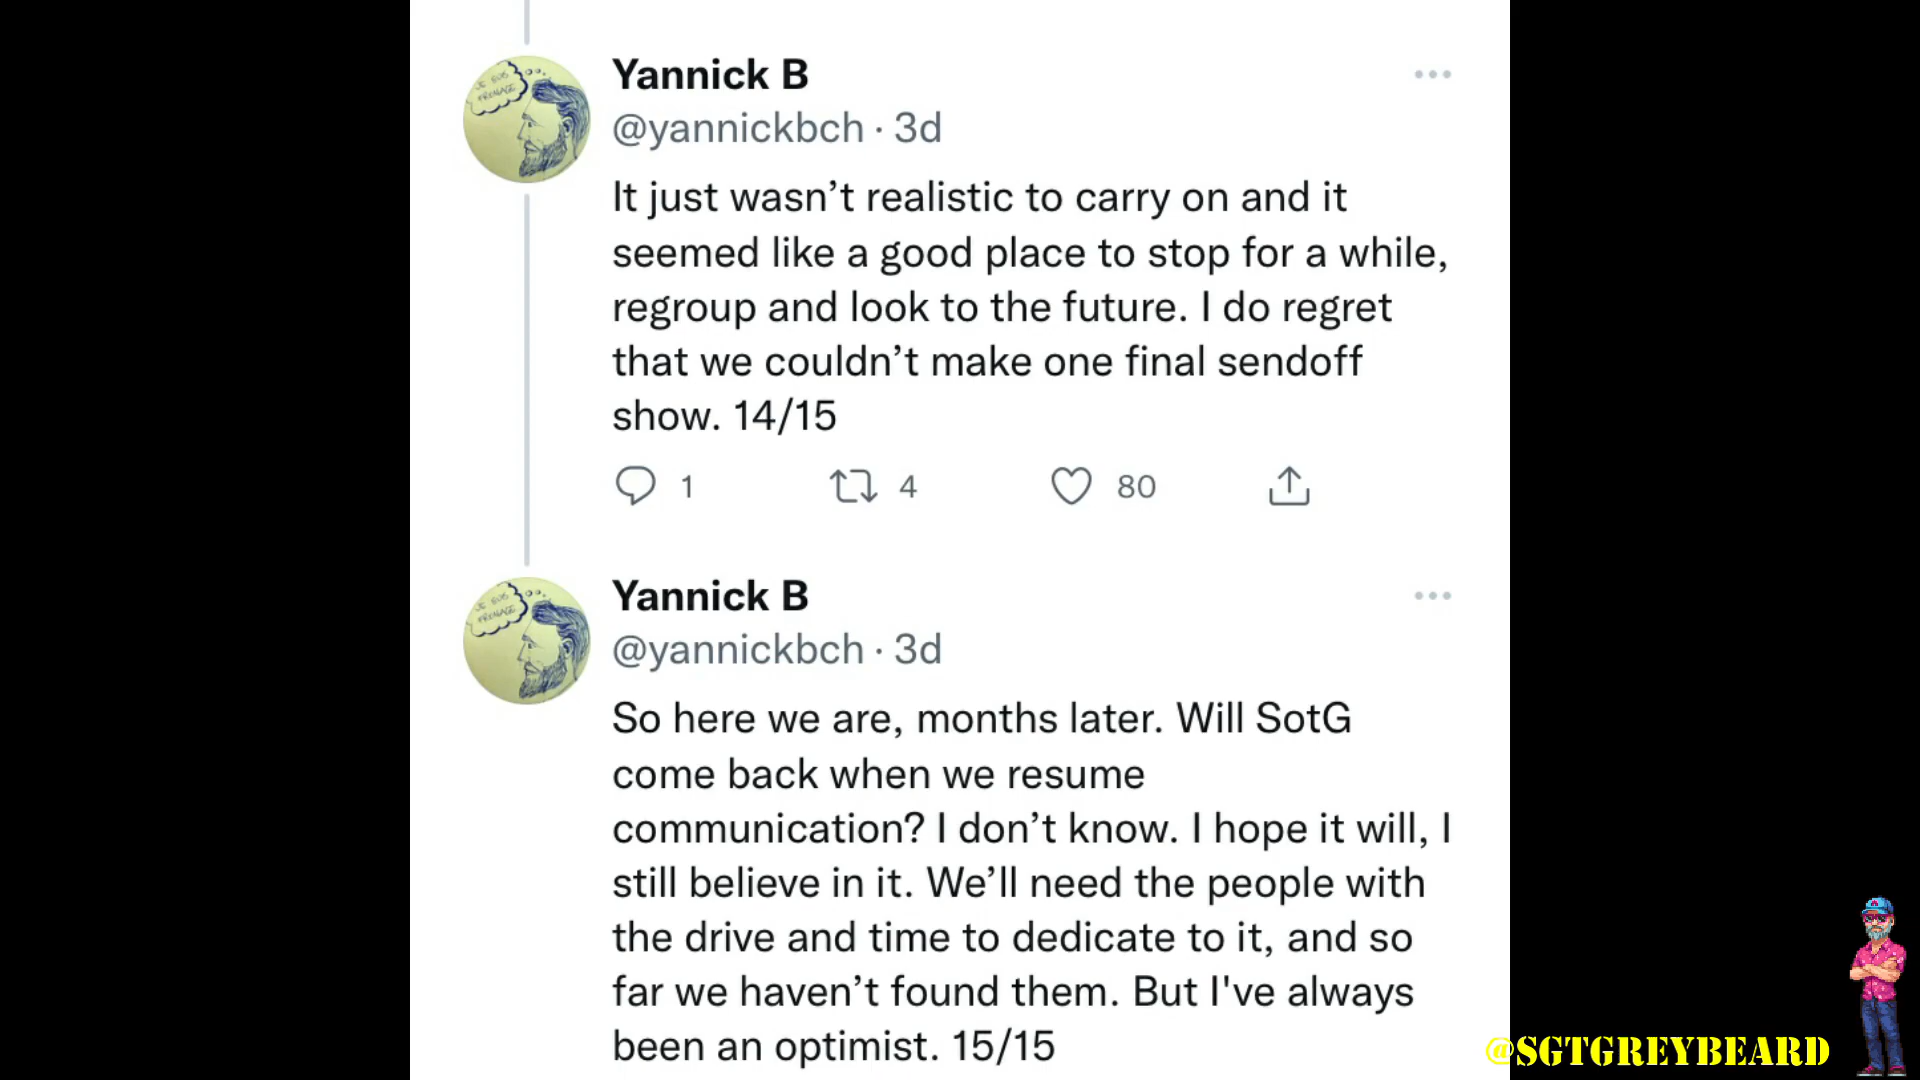 JE SUIS
Yannick B
@yannickbch · 3d
It just wasn’t realistic to carry on and it
seemed like a good place to stop for a while,
regroup and look to the future. I do regret
that we couldn’t make one final sendoff
show. 14/15
1 4 80
JE SUIS
Yannick B
@yannickbch · 3d
So here we are, months later. Will SotG
come back when we resume
communication? I don’t know. I hope it will, I
still believe in it. We’ll need the people with
the drive and time to dedicate to it, and so
far we haven’t found them. But I've always
been an optimist. 15/15
@SGTGREYBEARD